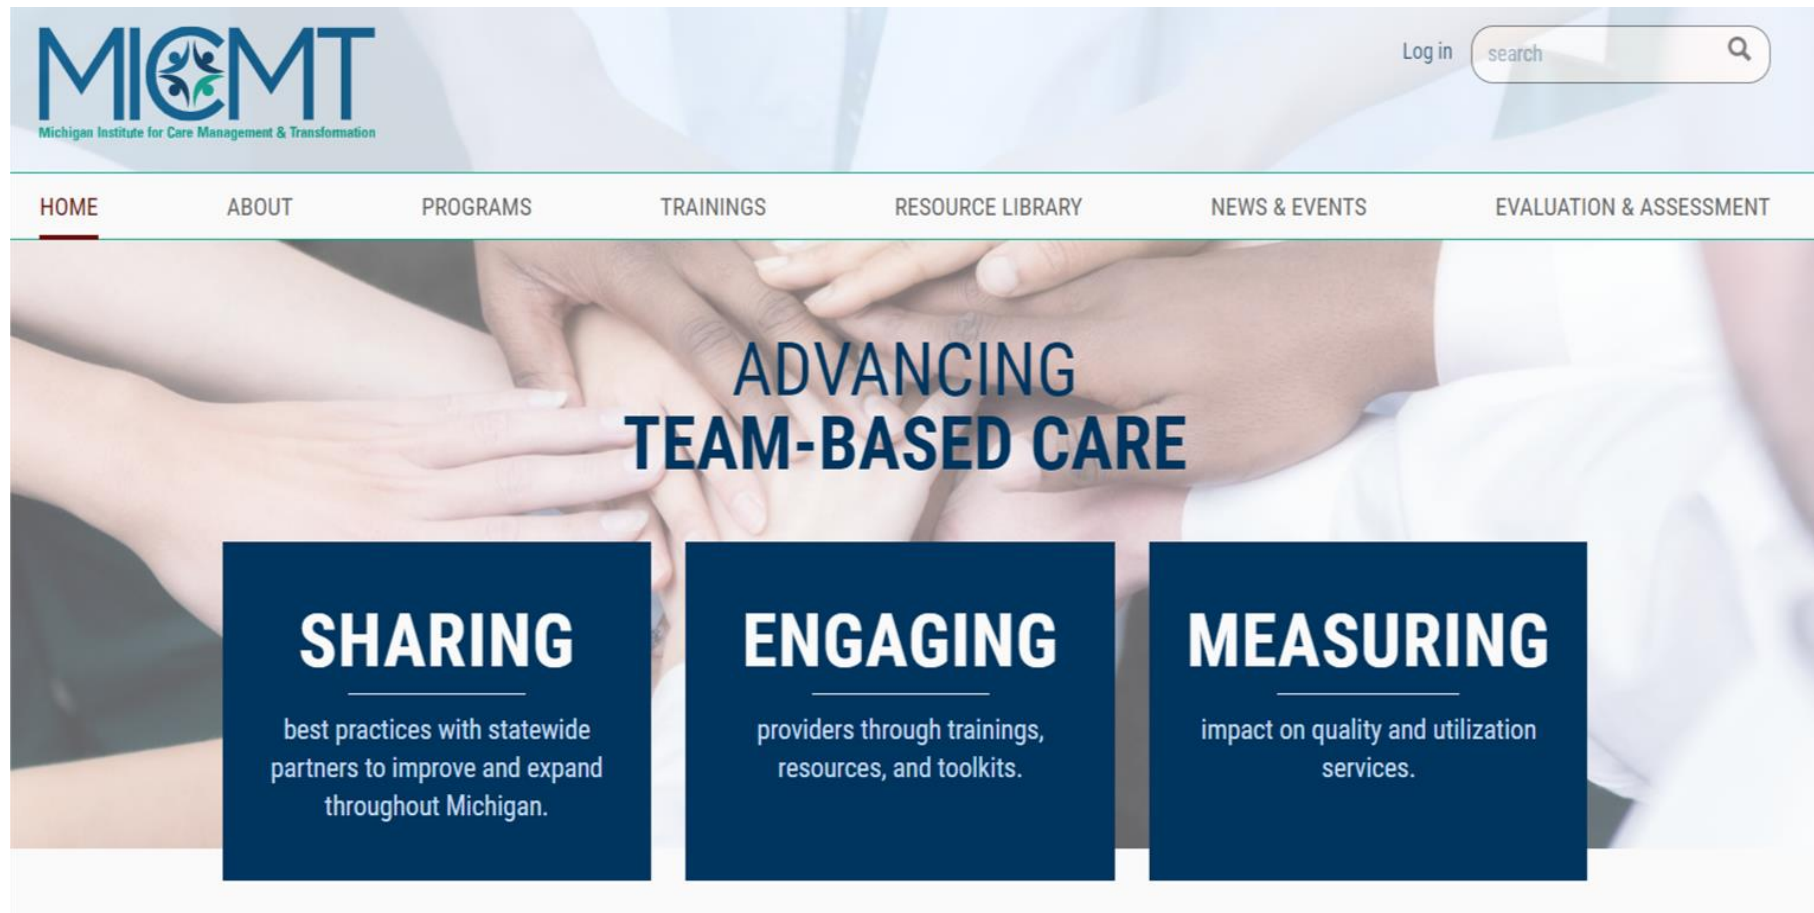 MICMT
Michigan Institute for Care Management & Transformation
Log in
search
HOME ABOUT PROGRAMS TRAININGS RESOURCE LIBRARY NEWS & EVENTS EVALUATION & ASSESSMENT
ADVANCING
TEAM-BASED CARE
SHARING
best practices with statewide
partners to improve and expand
throughout Michigan.
ENGAGING
providers through trainings,
resources, and toolkits.
MEASURING
impact on quality and utilization
services.